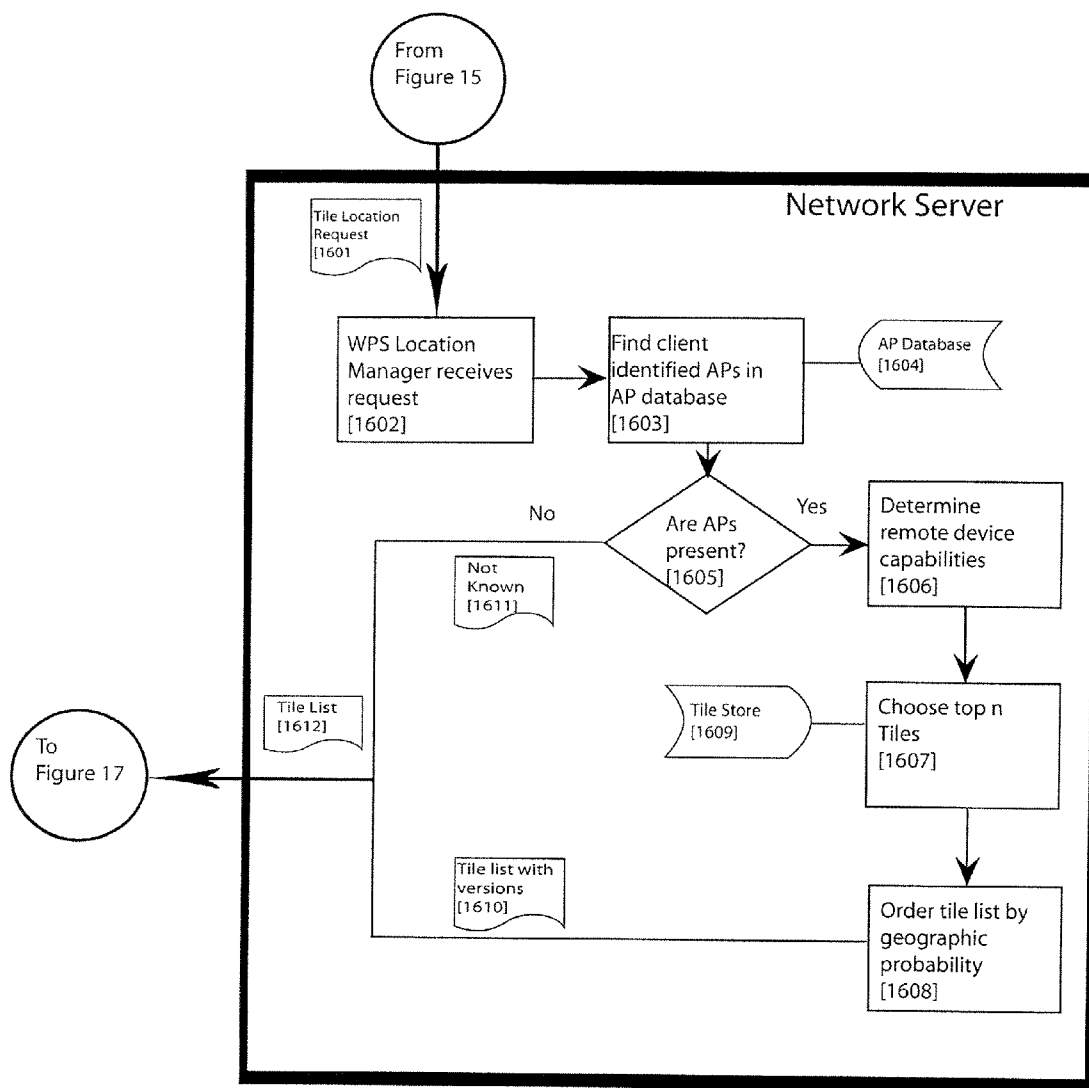 From
Figure 15
Network Server
Tile Location
Request
[1601
WPS Location
Manager receives
request
[1602]
Find client
identified APs in
AP database
[1603]
AP Database
[1604]
No
Are APs
present?
[1605]
Yes
Determine
remote device
capabilities
[1606]
Not
Known
[1611]
Tile List
[1612]
To
Figure 17
Tile Store
[1609]
Choose top n
Tiles
[1607]
Tile list with
versions
[1610]
Order tile list by
geographic
probability
[1608]